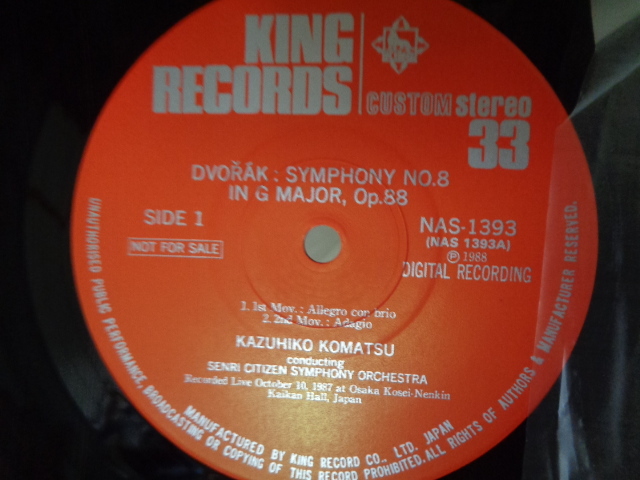 KING
RECORDS
CUSTOM stereo
33
DVOŘÁK : SYMPHONY NO.8
IN G MAJOR, Op.88
SIDE 1
NOT FOR SALE
NAS-1393
(NAS 1393A)
Ⓟ 1988
DIGITAL RECORDING
1. 1st Mov. : Allegro con brio
2. 2nd Mov. : Adagio
KAZUHIKO KOMATSU
conducting
SENRI CITIZEN SYMPHONY ORCHESTRA
Recorded Live October 10, 1987 at Osaka Kosei-Nenkin
Kaikan Hall, Japan
MANUFACTURED BY KING RECORD CO., LTD. JAPAN
UNAUTHORISED PUBLIC PERFORMANCE, BROADCASTING OR COPYING OF THIS RECORD PROHIBITED. ALL RIGHTS OF AUTHORS & MANUFACTURER RESERVED.